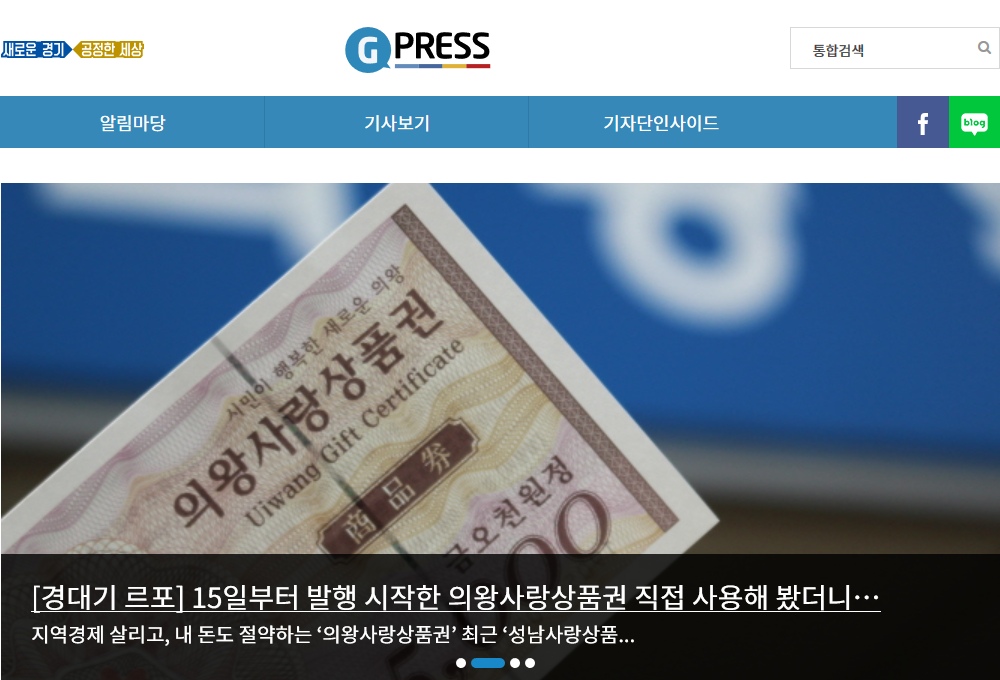 새로운 경기 공정한 세상
G PRESS
통합검색
알림마당 기사보기 기자단인사이드
f blog
시민이 행복한 새로운 의왕
의왕사랑상품권
Uiwang Gift Certificate
商品券
금오천원정
[경대기 르포] 15일부터 발행 시작한 의왕사랑상품권 직접 사용해 봤더니…
지역경제 살리고, 내 돈도 절약하는 ‘의왕사랑상품권’ 최근 ‘성남사랑상품...